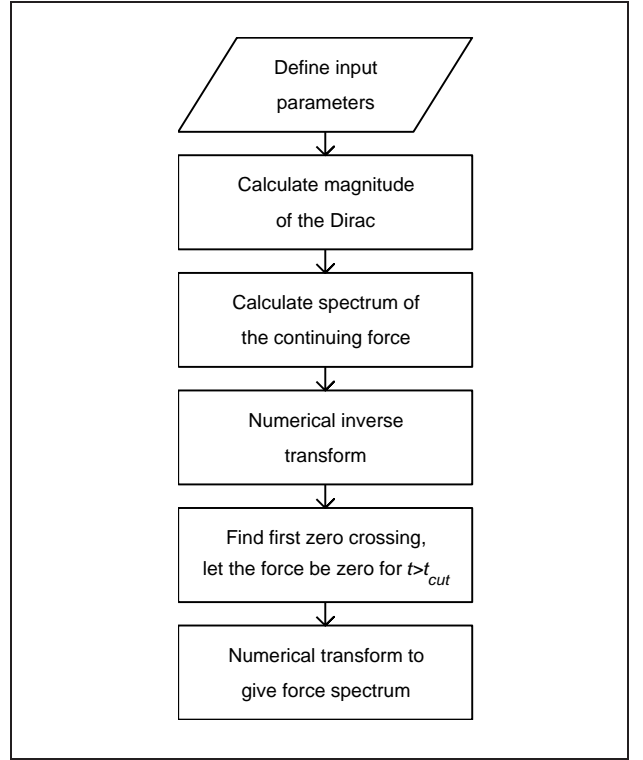 Define input
parameters
Calculate magnitude
of the Dirac
Calculate spectrum of
the continuing force
Numerical inverse
transform
Find first zero crossing,
let the force be zero for t>t_cut
Numerical transform to
give force spectrum